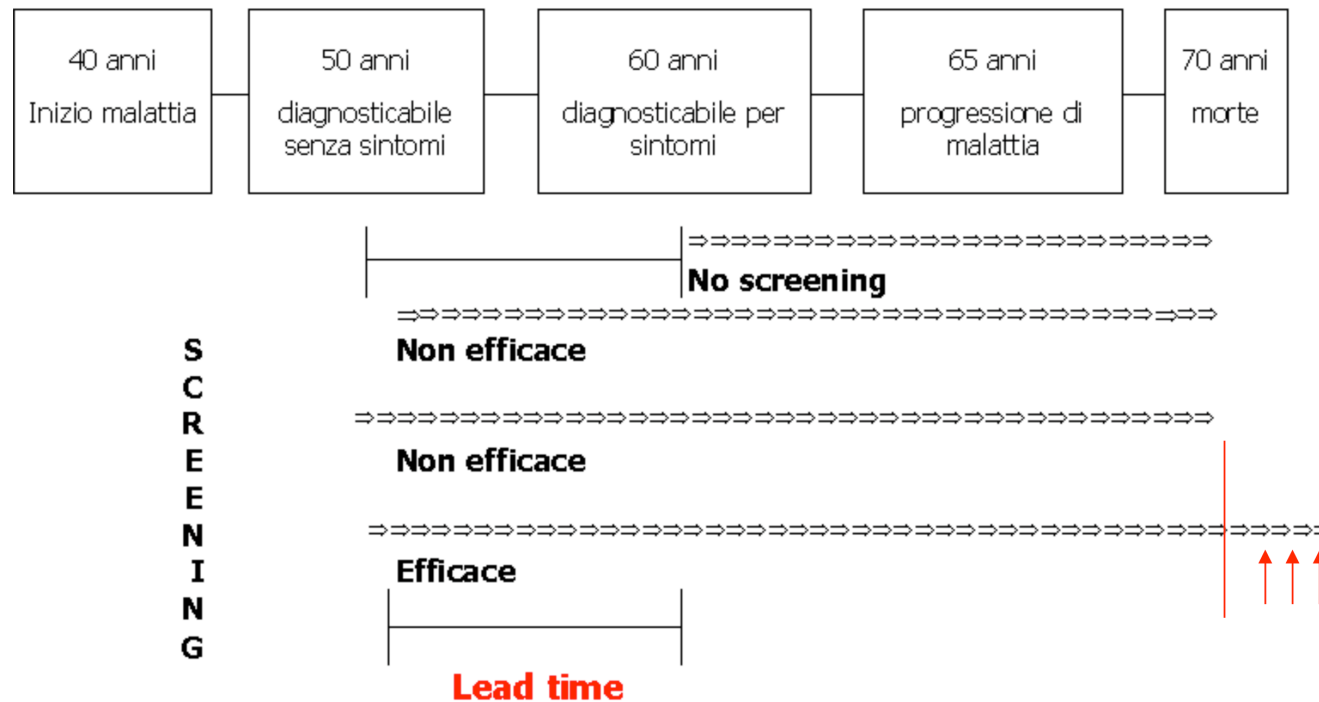 40 anni
Inizio malattia
50 anni
diagnosticabile
senza sintomi
60 anni
diagnosticabile per
sintomi
65 anni
progressione di
malattia
70 anni
morte
No screening
Non efficace
Non efficace
Efficace
Lead time
S
C
R
E
E
N
I
N
G